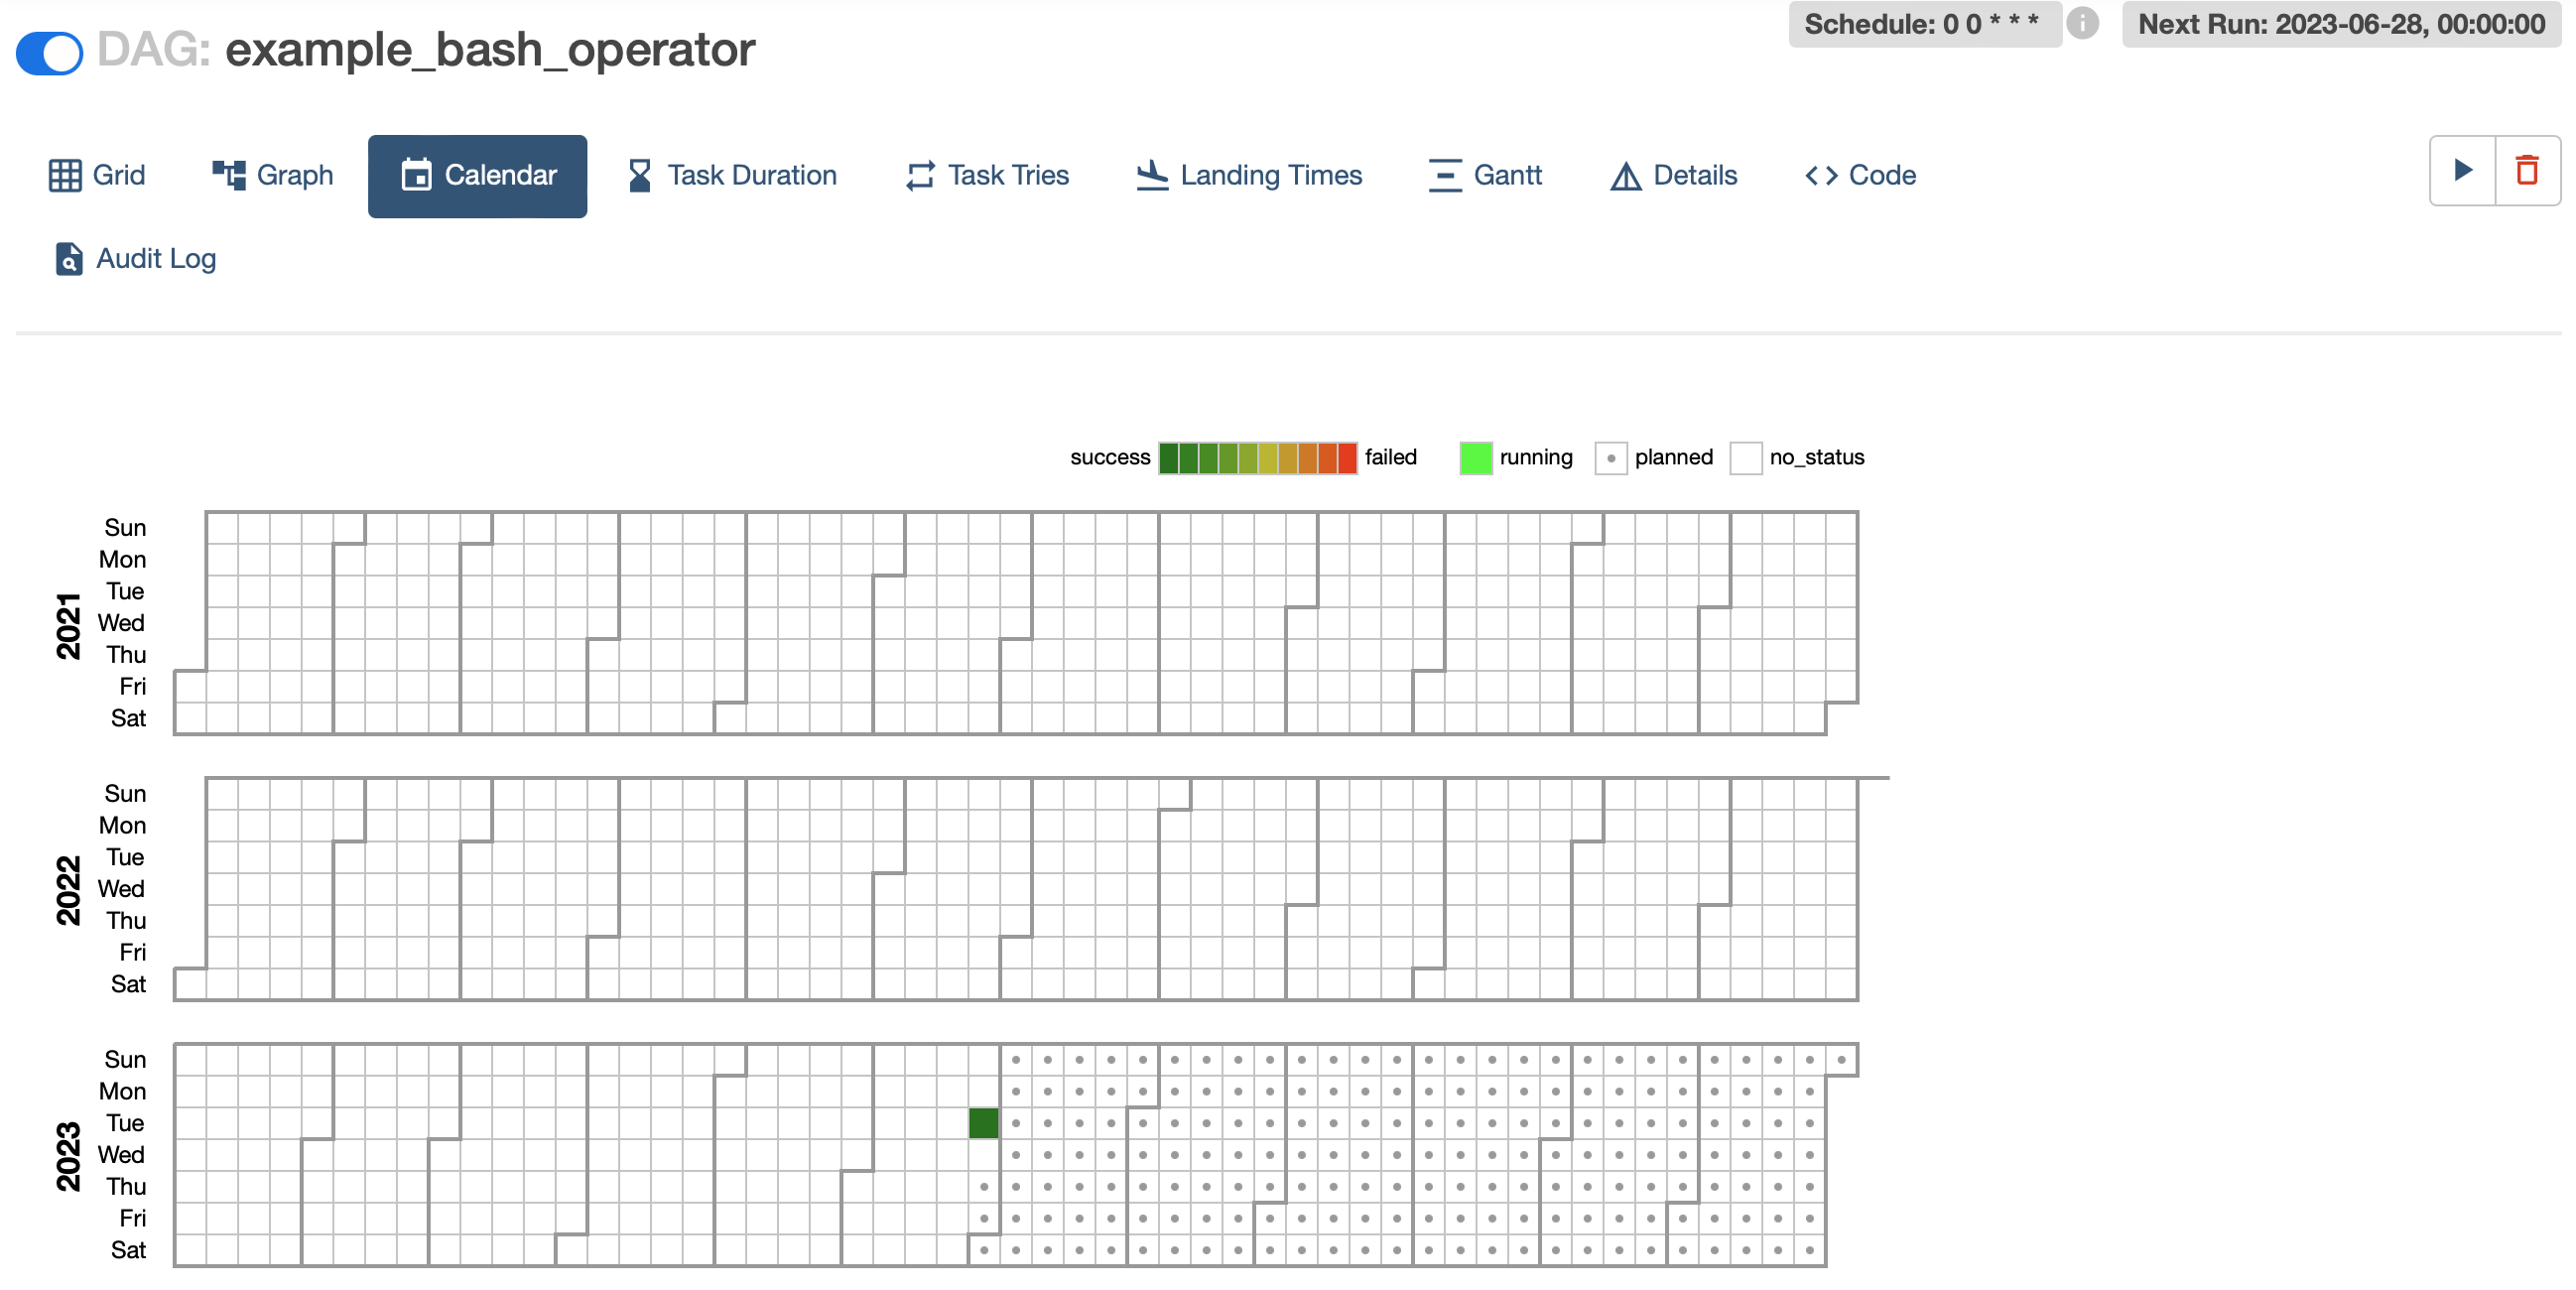 DAG: example_bash_operator
Schedule: 0 0 * * *
Next Run: 2023-06-28, 00:00:00
Grid
Graph
Calendar
Task Duration
Task Tries
Landing Times
Gantt
Details
Code
Audit Log
success
failed
running
planned
no_status
2021
Sun
Mon
Tue
Wed
Thu
Fri
Sat
2022
Sun
Mon
Tue
Wed
Thu
Fri
Sat
2023
Sun
Mon
Tue
Wed
Thu
Fri
Sat